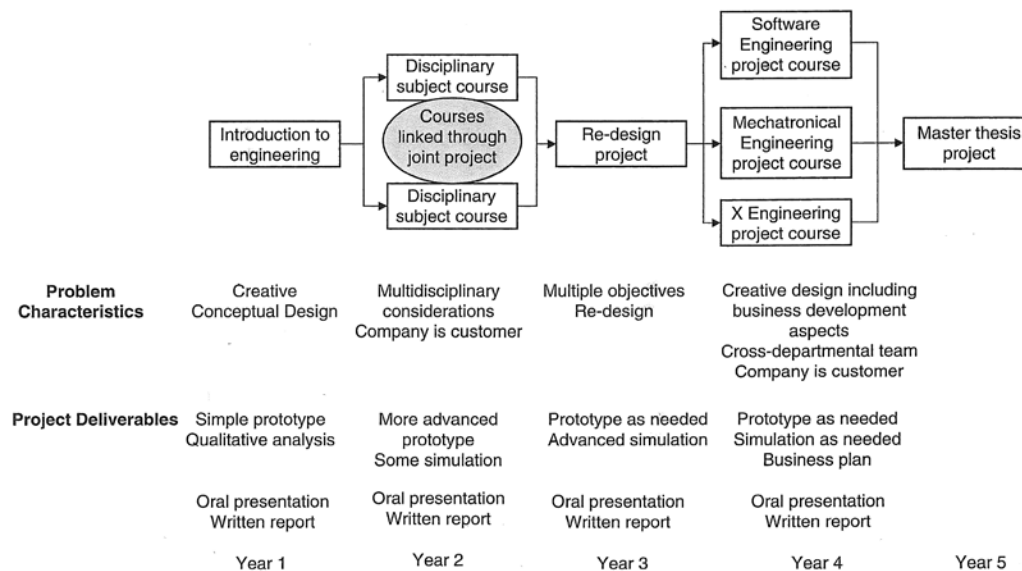 Introduction to
engineering
Disciplinary
subject course
Courses
linked through
joint project
Disciplinary
subject course
Re-design
project
Software
Engineering
project course
Mechatronical
Engineering
project course
X Engineering
project course
Master thesis
project
Problem
Characteristics
Creative
Conceptual Design
Multidisciplinary
considerations
Company is customer
Multiple objectives
Re-design
Creative design including
business development
aspects
Cross-departmental team
Company is customer
Project Deliverables
Simple prototype
Qualitative analysis
More advanced
prototype
Some simulation
Prototype as needed
Advanced simulation
Prototype as needed
Simulation as needed
Business plan
Oral presentation
Written report
Oral presentation
Written report
Oral presentation
Written report
Oral presentation
Written report
Year 1
Year 2
Year 3
Year 4
Year 5